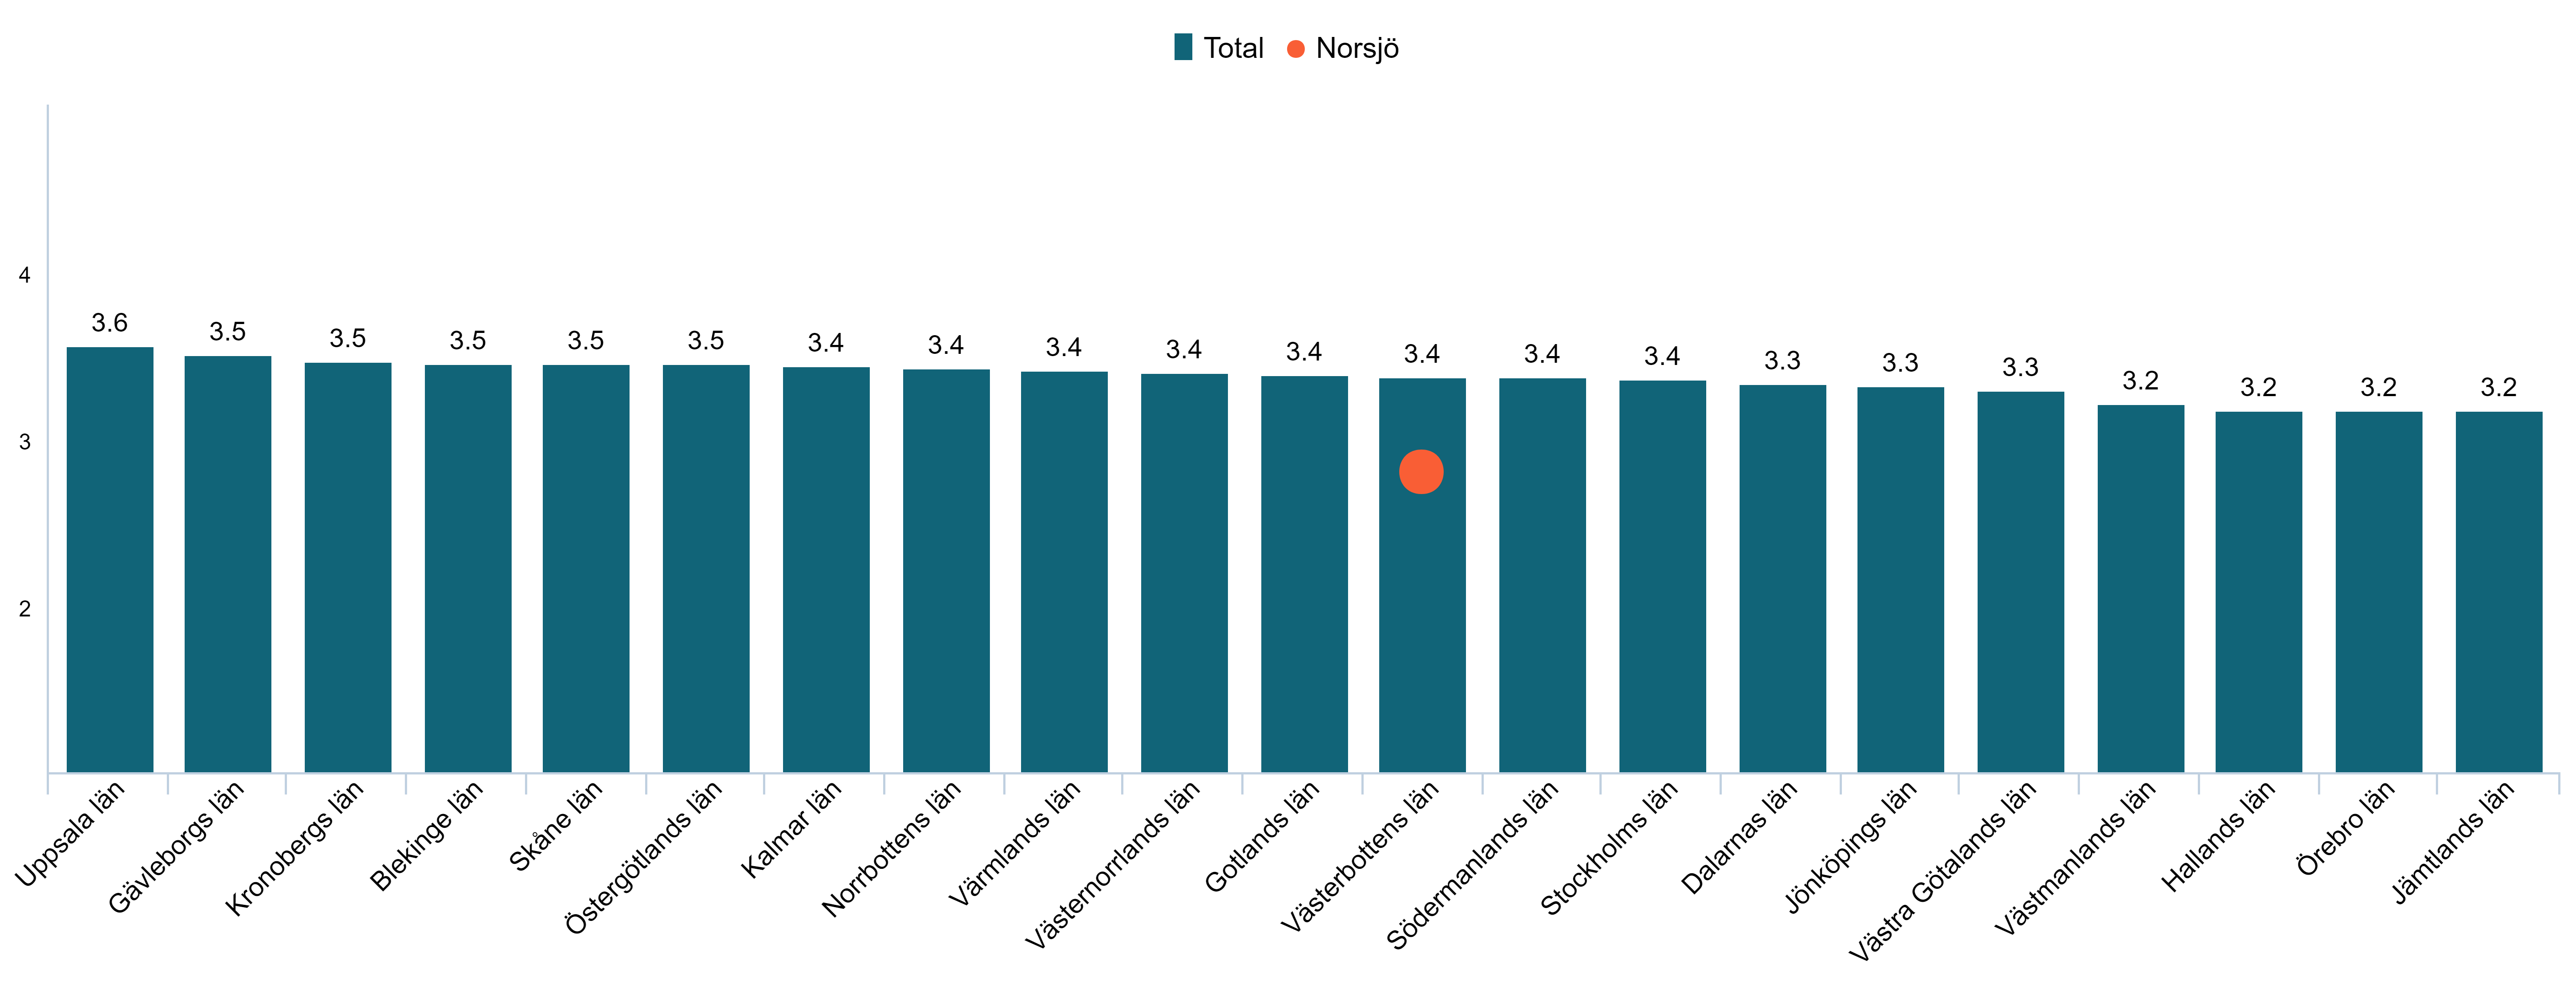 Total Norsjö
4
3
2
3.6 3.5 3.5 3.5 3.5 3.5 3.4 3.4 3.4 3.4 3.4 3.4 3.4 3.4 3.3 3.3 3.3 3.2 3.2 3.2 3.2
Uppsala län
Gävleborgs län
Kronobergs län
Blekinge län
Skåne län
Östergötlands län
Kalmar län
Norrbottens län
Värmlands län
Västernorrlands län
Gotlands län
Västerbottens län
Södermanlands län
Stockholms län
Dalarnas län
Jönköpings län
Västra Götalands län
Västmanlands län
Hallands län
Örebro län
Jämtlands län